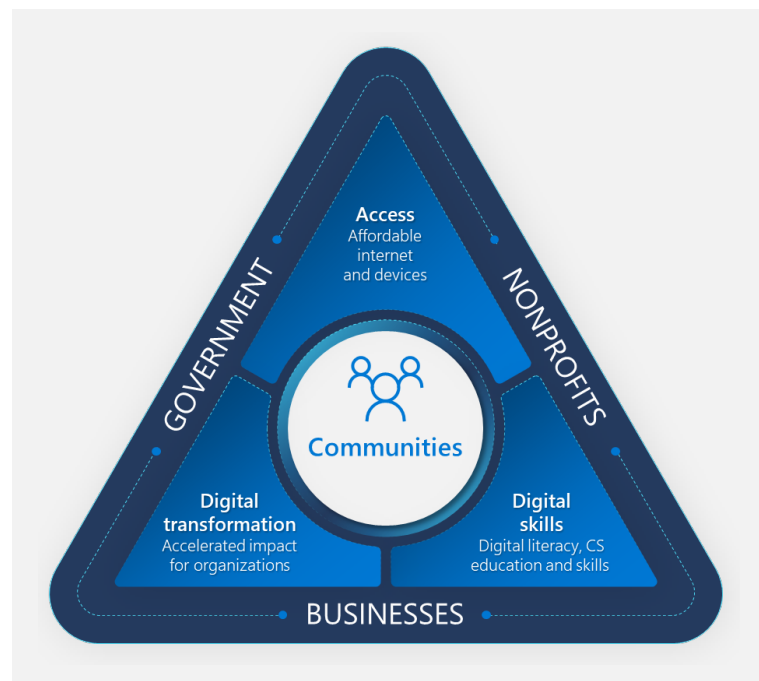 Access
Affordable
internet
and devices
GOVERNMENT
NONPROFITS
Communities
Digital
transformation
Accelerated impact
for organizations
Digital
skills
Digital literacy, CS
education and skills
BUSINESSES